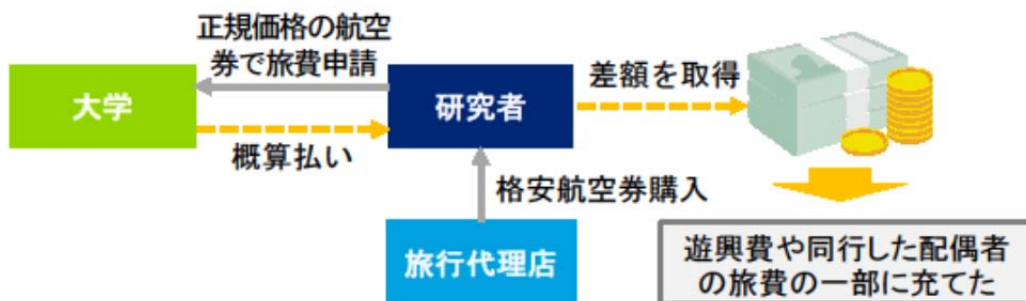 正規価格の航空
券で旅費申請
大学
研究者
差額を取得
概算払い
格安航空券購入
旅行代理店
遊興費や同行した配偶者
の旅費の一部に充てた